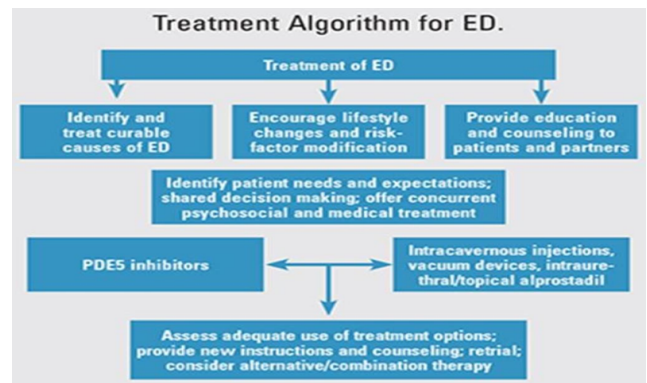 Treatment Algorithm for ED.
Treatment of ED
Identify and
treat curable
causes of ED
Encourage lifestyle
changes and risk-
factor modification
Provide education
and counseling to
patients and partners
Identify patient needs and expectations;
shared decision making; offer concurrent
psychosocial and medical treatment
PDE5 inhibitors
Intracavernous injections,
vacuum devices, intraure-
thral/topical alprostadil
Assess adequate use of treatment options;
provide new instructions and counseling; retrial;
consider alternative/combination therapy